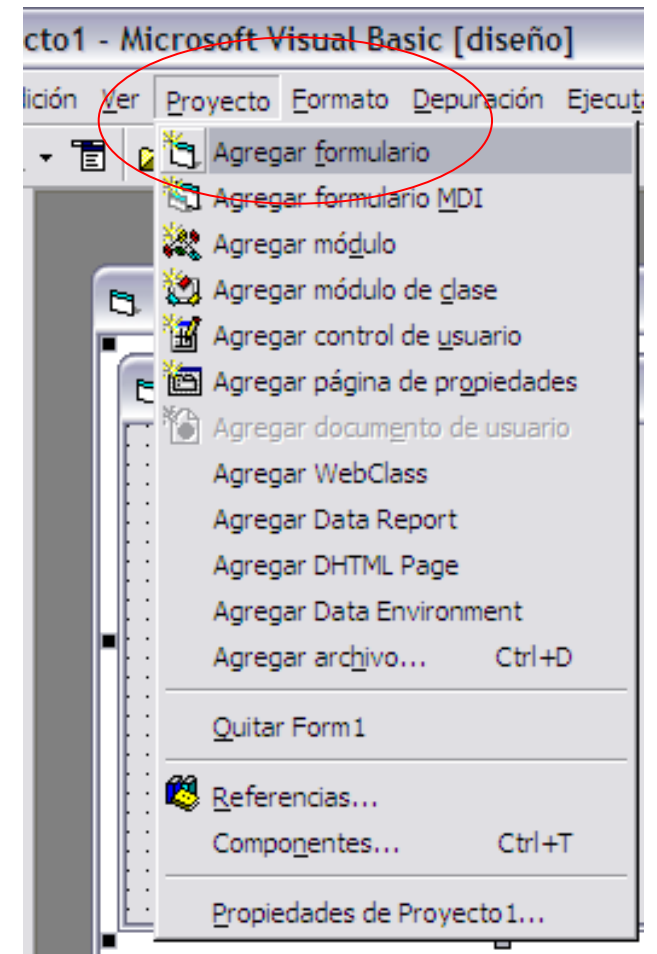 cto1 - Microsoft Visual Basic [diseño]
dición Ver Proyecto Formato Depuración Ejecuta
Agregar formulario
Agregar formulario MDI
Agregar módulo
Agregar módulo de clase
Agregar control de usuario
Agregar página de propiedades
Agregar documento de usuario
Agregar WebClass
Agregar Data Report
Agregar DHTML Page
Agregar Data Environment
Agregar archivo... Ctrl+D
Quitar Form1
Referencias...
Componentes... Ctrl+T
Propiedades de Proyecto1...